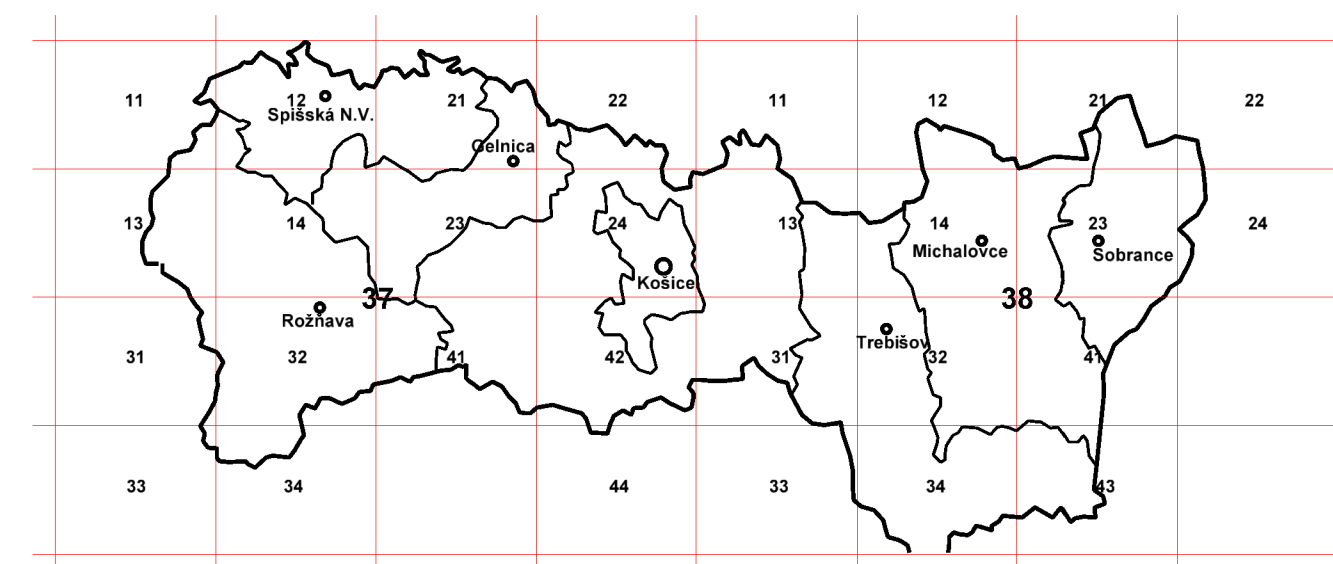 11 12 21 22 11 12 21 22
Spišská N.V.
Gelnica
13 14 23 24 13 14 23 24
Michalovce
Sobrance
Košice
37 38
Rožňava
Trebišov
31 32 41 42 31 32 41
33 34 44 33 34 43